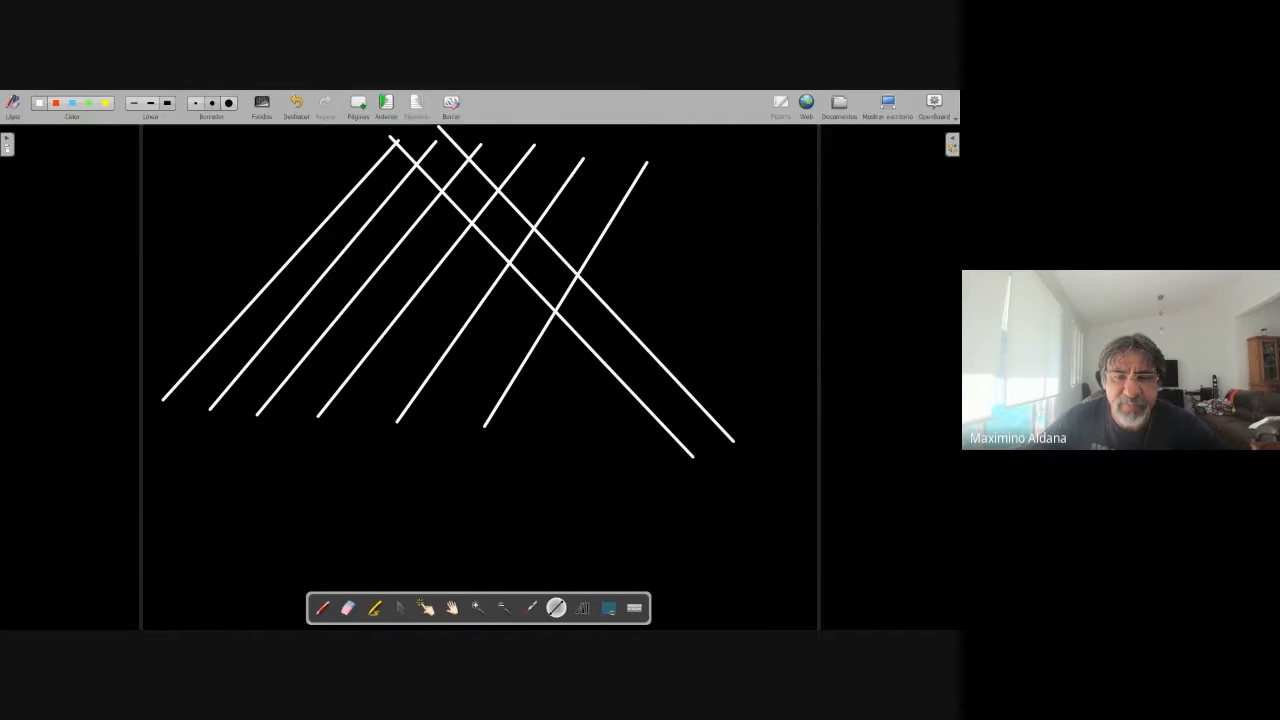 Lápiz Color Línea Borrador Fondos Deshacer Rehacer Páginas Anterior Siguiente Borrar Pizarra Web Documentos Mostrar escritorio OpenBoard
Maximino Aldana